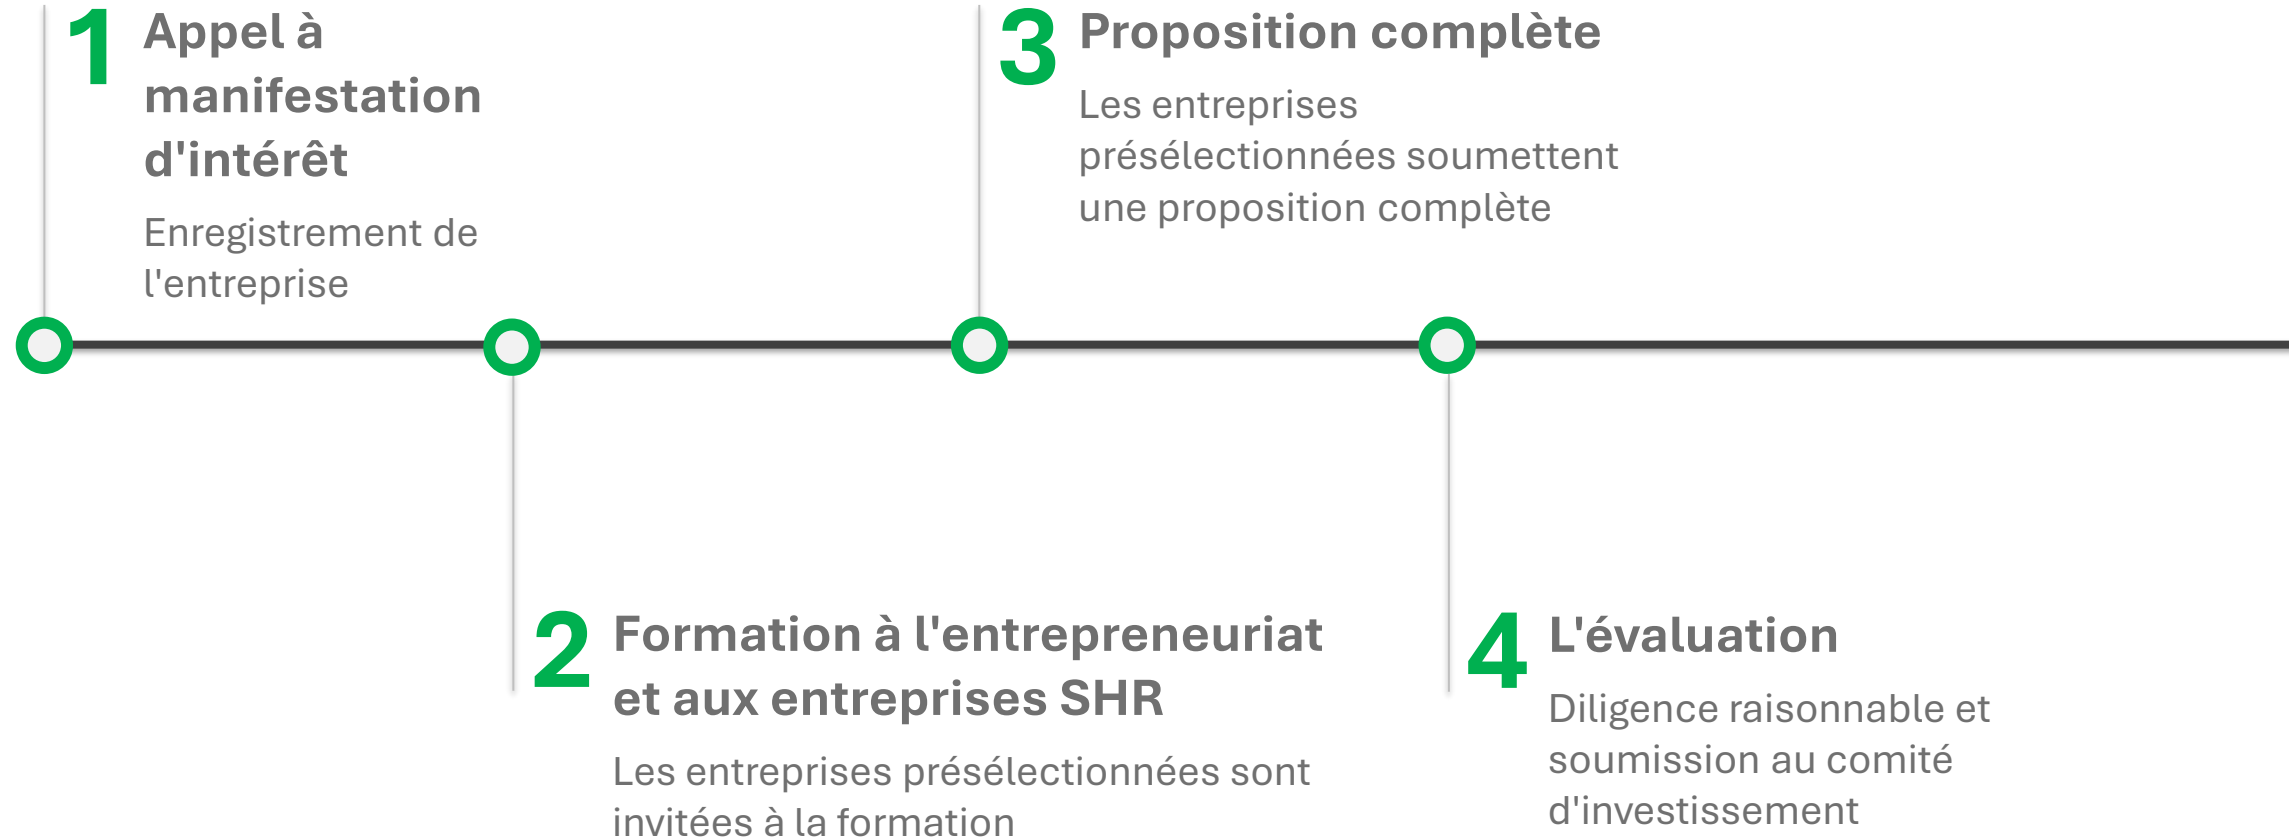 1
Appel à
manifestation
d'intérêt
Enregistrement de
l'entreprise
2
Formation à l'entrepreneuriat
et aux entreprises SHR
Les entreprises présélectionnées sont
invitées à la formation
3
Proposition complète
Les entreprises
présélectionnées soumettent
une proposition complète
4
L'évaluation
Diligence raisonnable et
soumission au comité
d'investissement